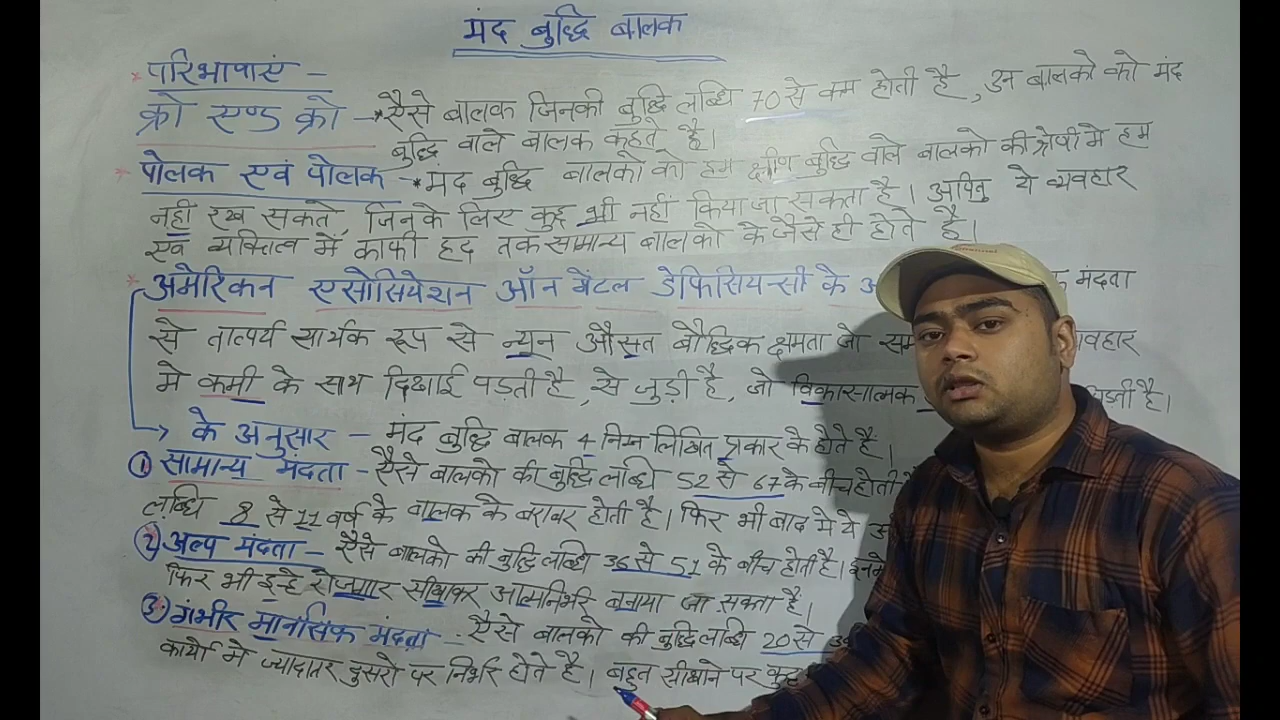 मंद बुद्धि बालक
* परिभाषाएं -
क्रो एण्ड क्रो -* ऐसे बालक जिनकी बुद्धि लब्धि 70 से कम होती है, उन बालको को मंद
बुद्धि वाले बालक कहते है।
* पोलक एवं पोलक -* मंद बुद्धि बालको को हम क्षीण बुद्धि वाले बालको की श्रेणी में हम
नहीं रख सकते, जिनके लिए कुछ भी नहीं किया जा सकता है। अपितु ये व्यवहार
एवं व्यक्तित्व में काफी हद तक सामान्य बालको के जैसे ही होते है।
* अमेरिकन एसोसियेशन ऑन मेंटल डेफिसियन्सी के मंदता
से तात्पर्य सार्थक रूप से न्यून औसत बौद्धिक क्षमता जो
मे कमी के साथ दिखाई पड़ती है, से जुड़ी है, जो विकासात्मक
के अनुसार - मंद बुद्धि बालक 4 निम्न लिखित प्रकार के होते है।
① सामान्य मंदता - ऐसे बालको की बुद्धि लब्धि 52 से 67 के बीच होती
लब्धि 8 से 11 वर्ष के बालक के बराबर होती है। फिर भी बाद में ये
② अल्प मंदता - ऐसे बालको की बुद्धि लब्धि 36 से 51 के बीच होती है।
फिर भी इन्हे रोजगार सीखाकर आत्मनिर्भर बनाया जा सकता है।
③ गंभीर मानसिक मंदता - ऐसे बालको की बुद्धि लब्धि 20 से
कार्यो मे ज्यादातर दुसरो पर निर्भर होते है। बहुत सीखाने पर कुछ